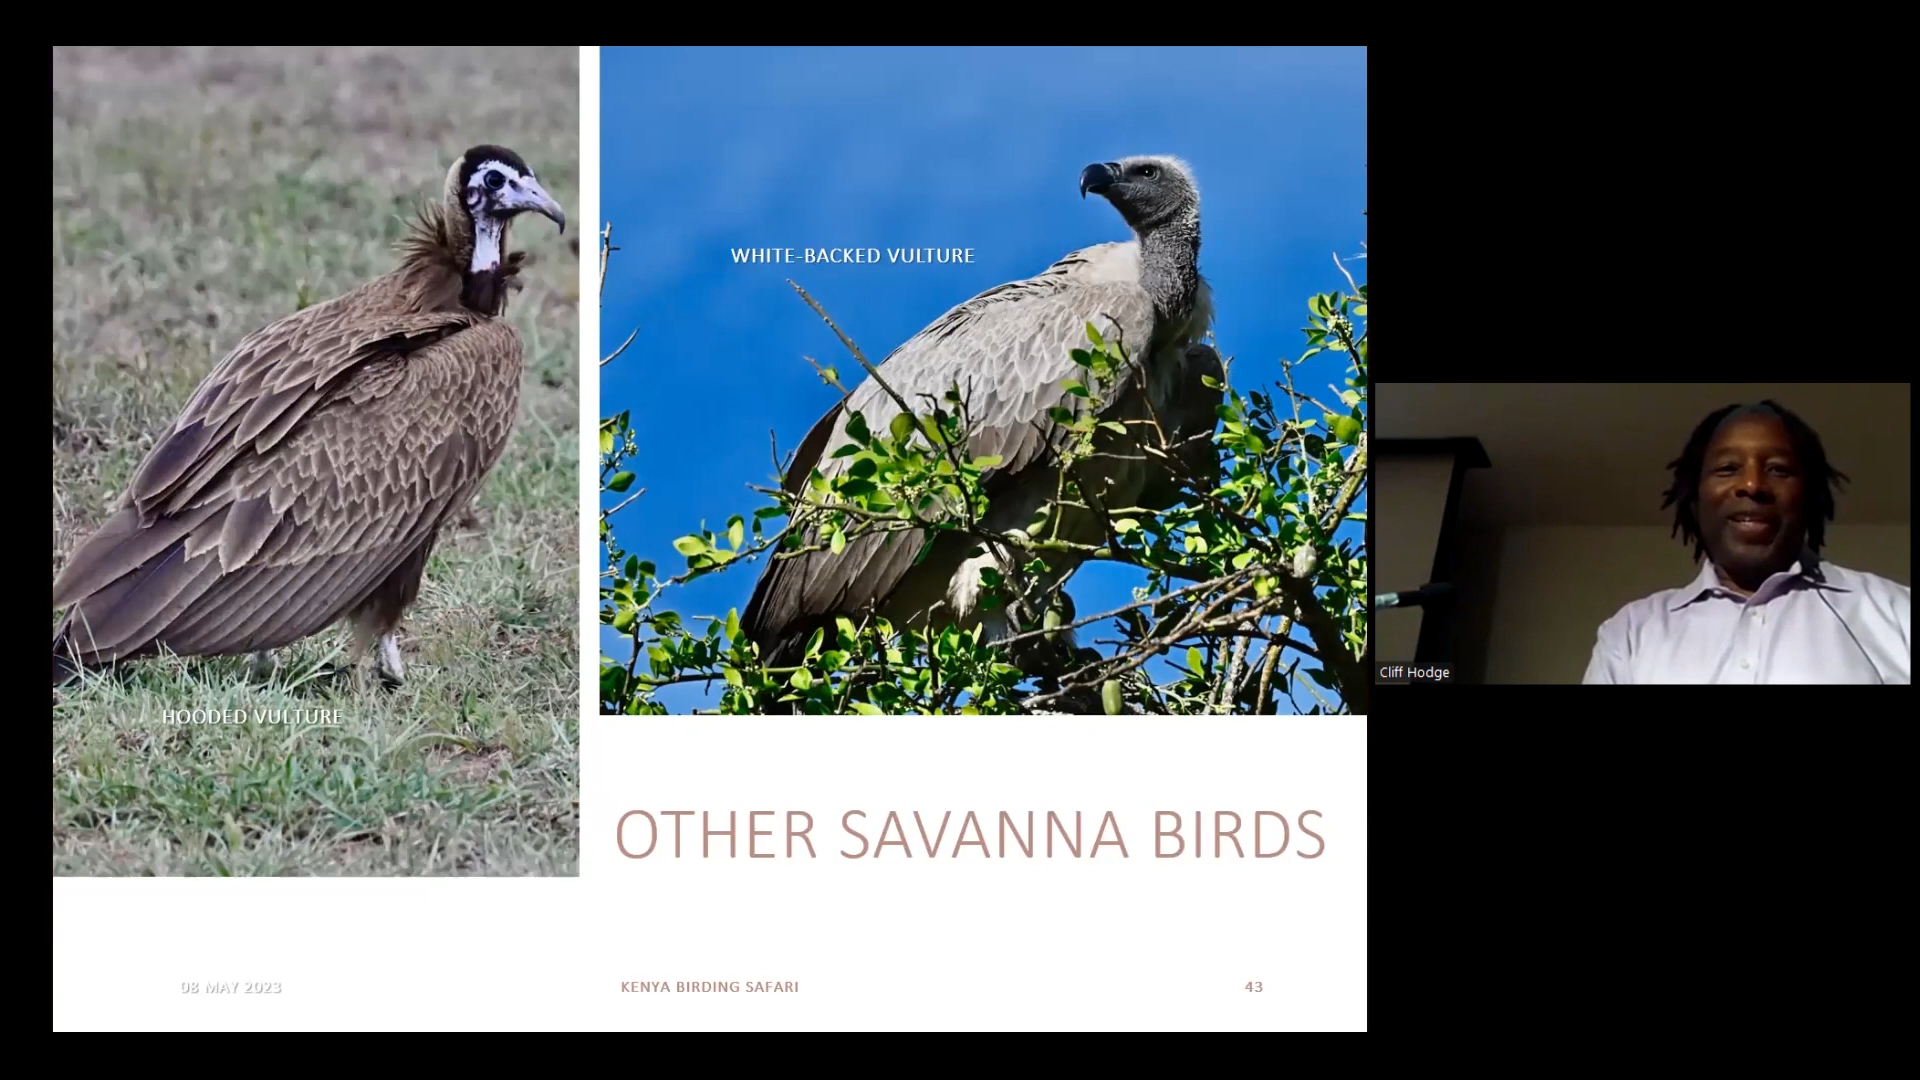 WHITE-BACKED VULTURE
HOODED VULTURE
OTHER SAVANNA BIRDS
08 MAY 2023
KENYA BIRDING SAFARI
43
Cliff Hodge